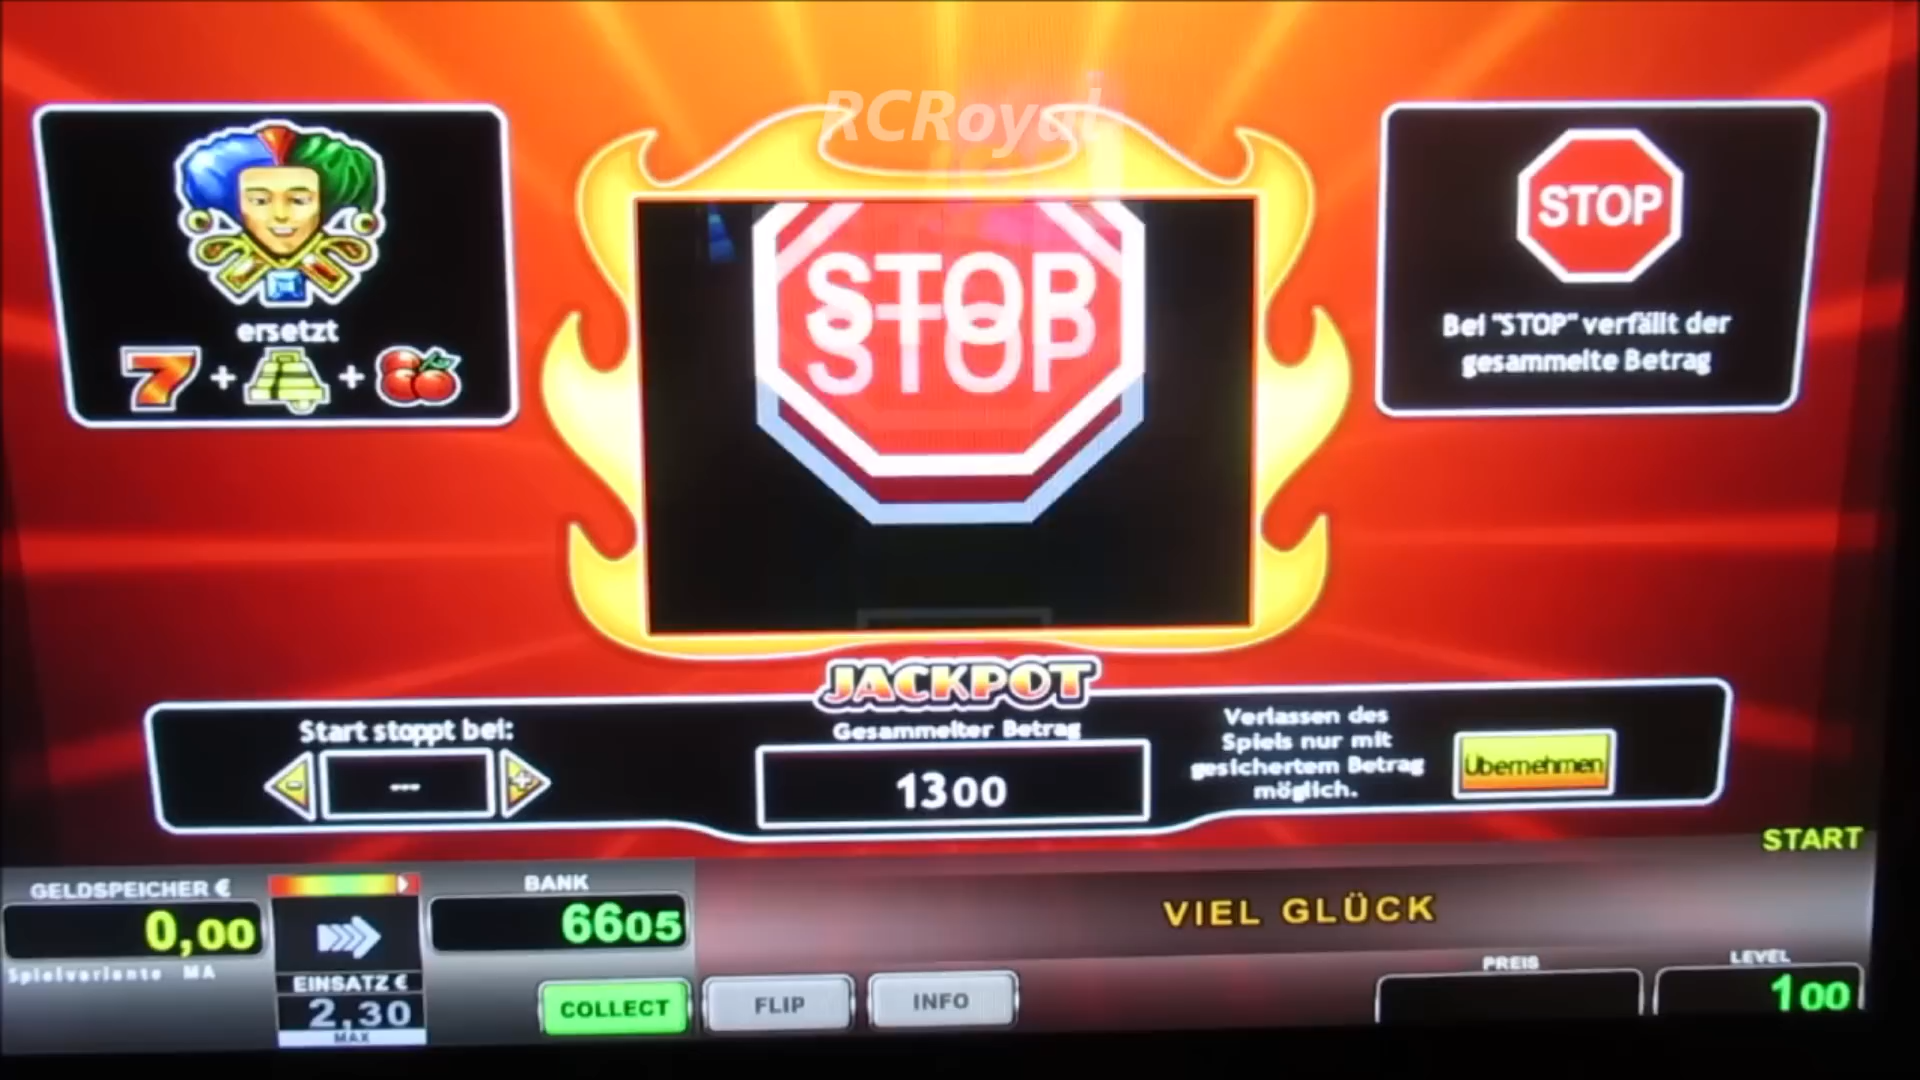 RCRoyal
STOP
STOP
STOP
ersetzt
7 + +
Bei "STOP" verfällt der
gesammelte Betrag
JACKPOT
Start stoppt bei:
- --- +
Gesammelter Betrag
1300
Verlassen des
Spiels nur mit
gesichertem Betrag
möglich.
Übernehmen
START
GELDSPEICHER €
0,00
Spielvariante MA
EINSATZ €
2,30
MAX
BANK
6605
COLLECT
FLIP
INFO
VIEL GLÜCK
PREIS
LEVEL
100